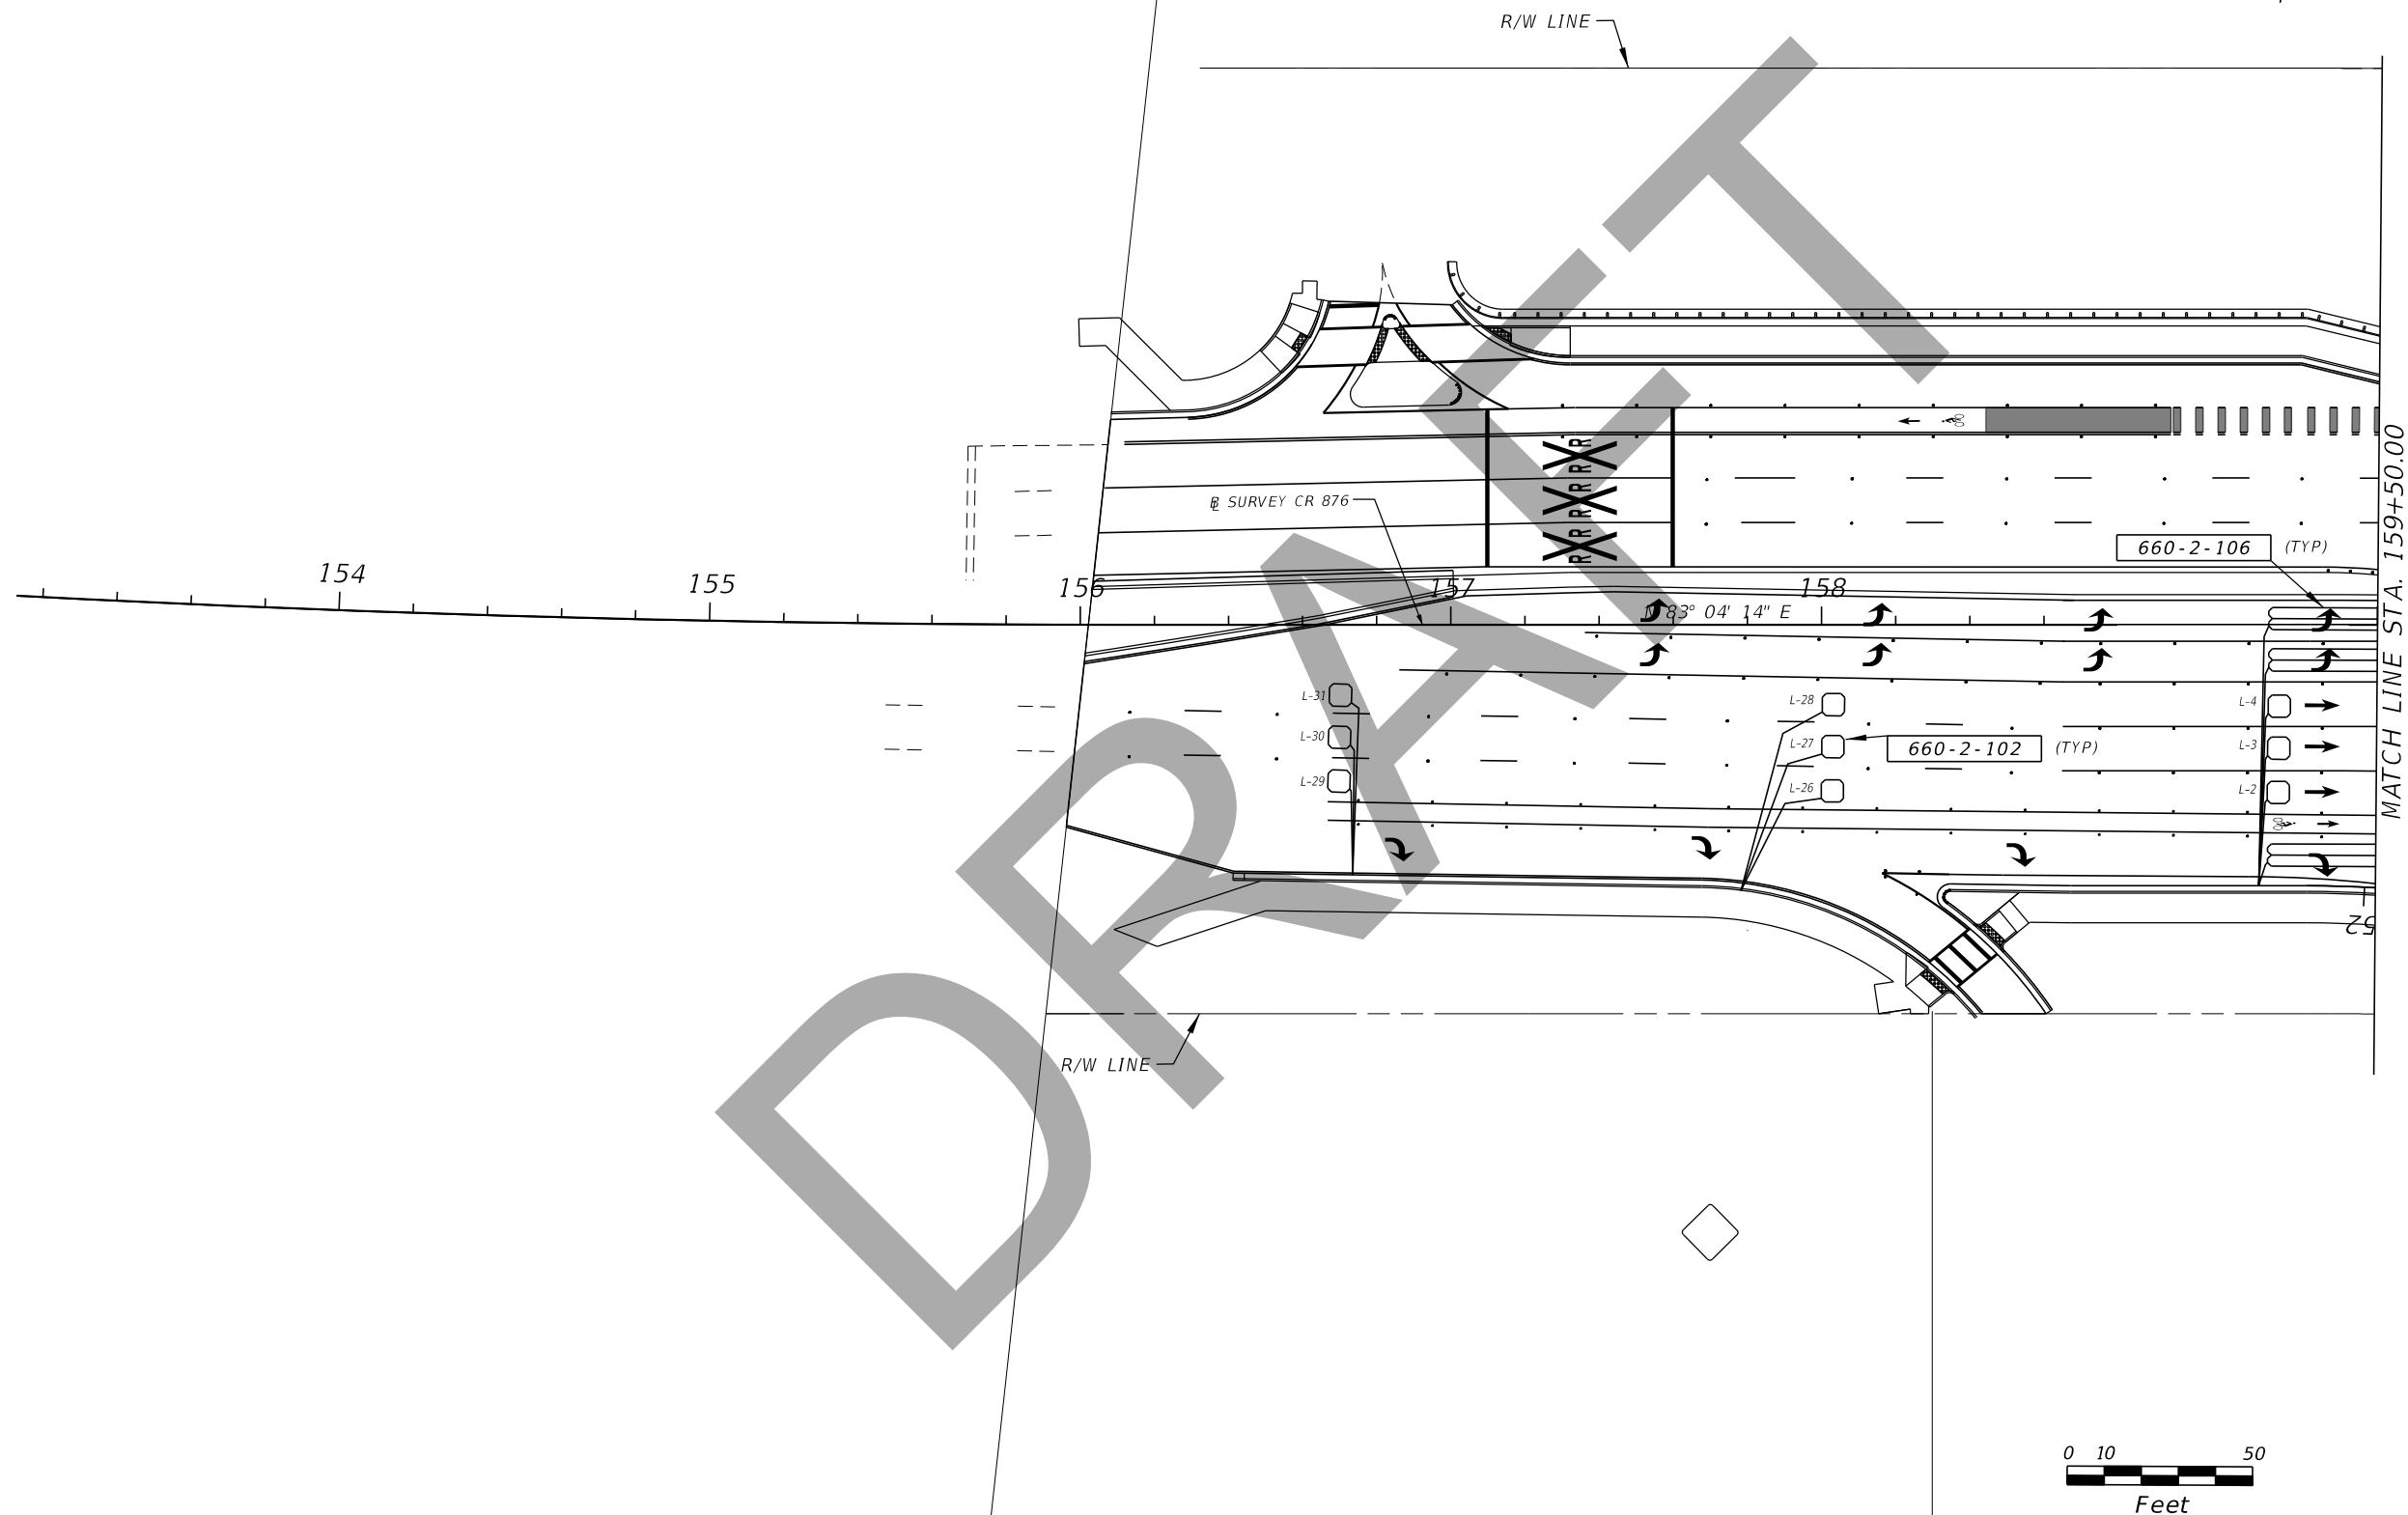 R/W LINE
R R
R R
R R
℄ SURVEY CR 876
660-2-106 (TYP)
154
155
156
157
158
N 83° 04' 14" E
MATCH LINE STA. 159+50.00
L-31
L-28
L-4
L-30
L-27
660-2-102 (TYP)
L-3
L-29
L-26
L-2
52
R/W LINE
DRAFT
0 10 50
Feet